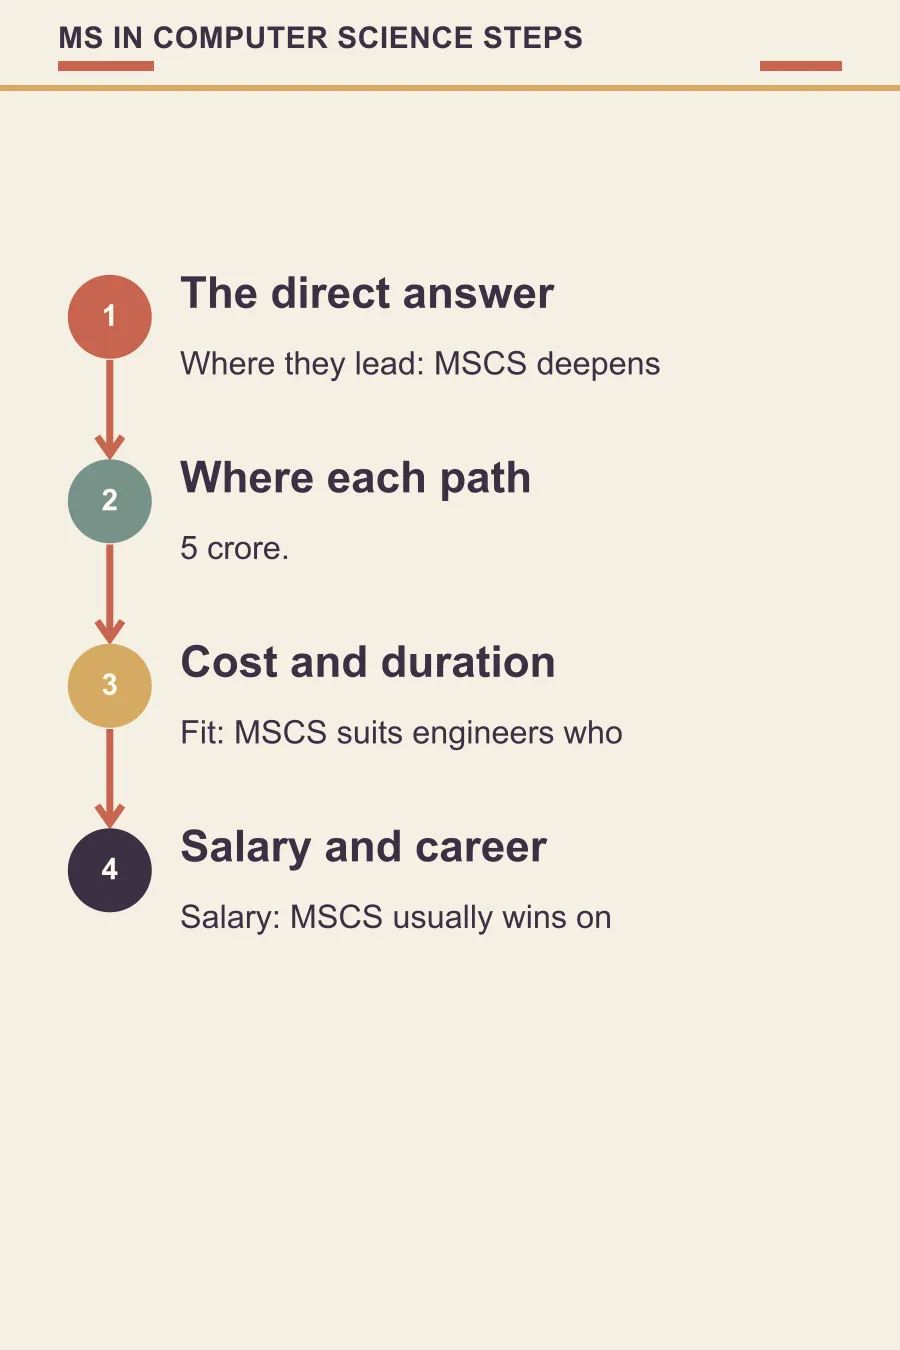 MS IN COMPUTER SCIENCE STEPS
1
The direct answer
Where they lead: MSCS deepens
2
Where each path
5 crore.
3
Cost and duration
Fit: MSCS suits engineers who
4
Salary and career
Salary: MSCS usually wins on